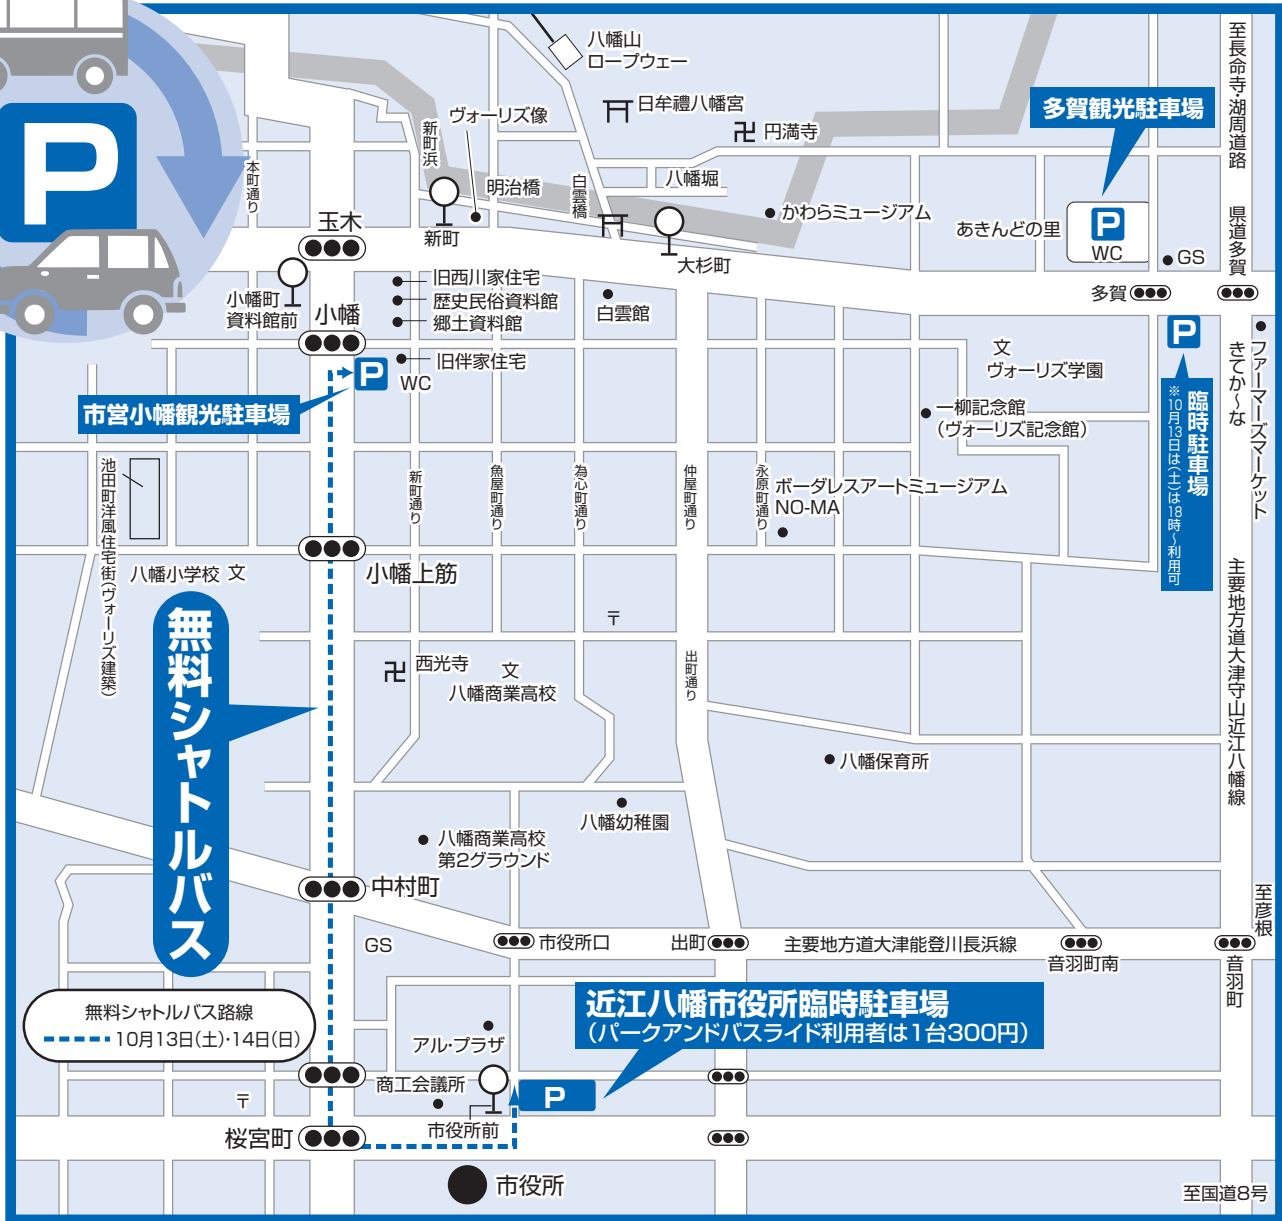 P
八幡山
ロープウェー
日牟禮八幡宮
円満寺
ヴォーリズ像
新町浜
明治橋
白雲橋
八幡堀
かわらミュージアム
多賀観光駐車場
至長命寺・湖周道路
県道多賀
あきんどの里
P
WC
GS
多賀
本町通り
玉木
新町
大杉町
小幡町
資料館前
小幡
旧西川家住宅
歴史民俗資料館
郷土資料館
旧伴家住宅
白雲館
P
WC
市営小幡観光駐車場
文
ヴォーリズ学園
一柳記念館
(ヴォーリズ記念館)
P
臨時駐車場
※10月13日は(土)は18時〜利用可
ファーマーズマーケット
きてか〜な
池田町洋風住宅街(ヴォーリズ建築)
新町通り
魚屋町通り
為心町通り
仲屋町通り
永原町通り
ボーダレスアートミュージアム
NO-MA
八幡小学校 文
小幡上筋
〒
無料シャトルバス
西光寺
文
八幡商業高校
出町通り
主要地方道大津守山近江八幡線
八幡保育所
八幡幼稚園
八幡商業高校
第2グラウンド
中村町
GS
市役所口
出町
主要地方道大津能登川長浜線
音羽町南
至彦根
音羽町
無料シャトルバス路線
10月13日(土)・14日(日)
近江八幡市役所臨時駐車場
(パークアンドバスライド利用者は1台300円)
アル・プラザ
商工会議所
P
〒
市役所前
桜宮町
市役所
至国道8号